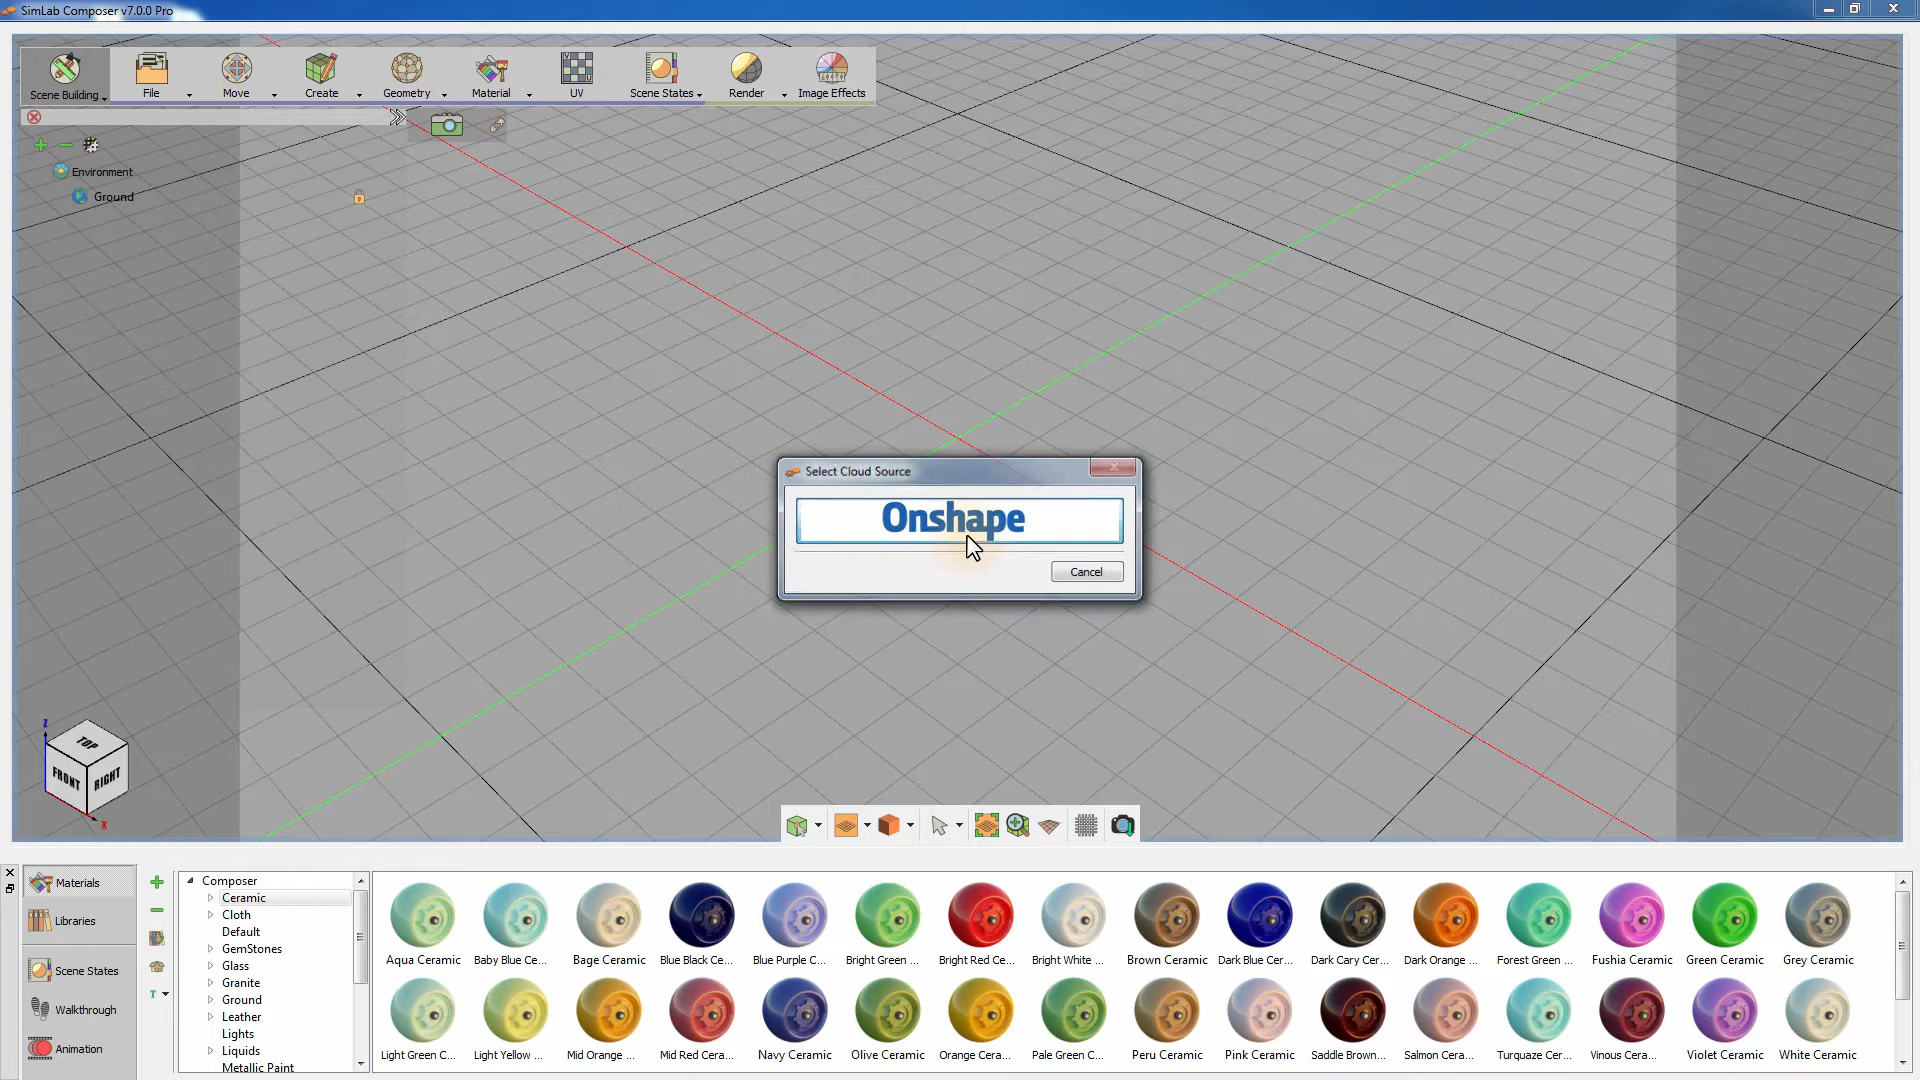 SimLab Composer v7.0.0 Pro
Scene Building
File
Move
Create
Geometry
Material
UV
Scene States
Render
Image Effects
Environment
Ground
Select Cloud Source
Onshape
Cancel
TOP
FRONT
RIGHT
Z
X
Materials
Libraries
Scene States
Walkthrough
Animation
T
Composer
Ceramic
Cloth
Default
GemStones
Glass
Granite
Ground
Leather
Lights
Liquids
Metallic Paint
Aqua Ceramic
Baby Blue Ce...
Bage Ceramic
Blue Black Ce...
Blue Purple C...
Bright Green ...
Bright Red Ce...
Bright White ...
Brown Ceramic
Dark Blue Cer...
Dark Cary Cer...
Dark Orange ...
Forest Green ...
Fushia Ceramic
Green Ceramic
Grey Ceramic
Light Green C...
Light Yellow ...
Mid Orange ...
Mid Red Cera...
Navy Ceramic
Olive Ceramic
Orange Cera...
Pale Green C...
Peru Ceramic
Pink Ceramic
Saddle Brown...
Salmon Cera...
Turquaze Cer...
Vinous Cera...
Violet Ceramic
White Ceramic